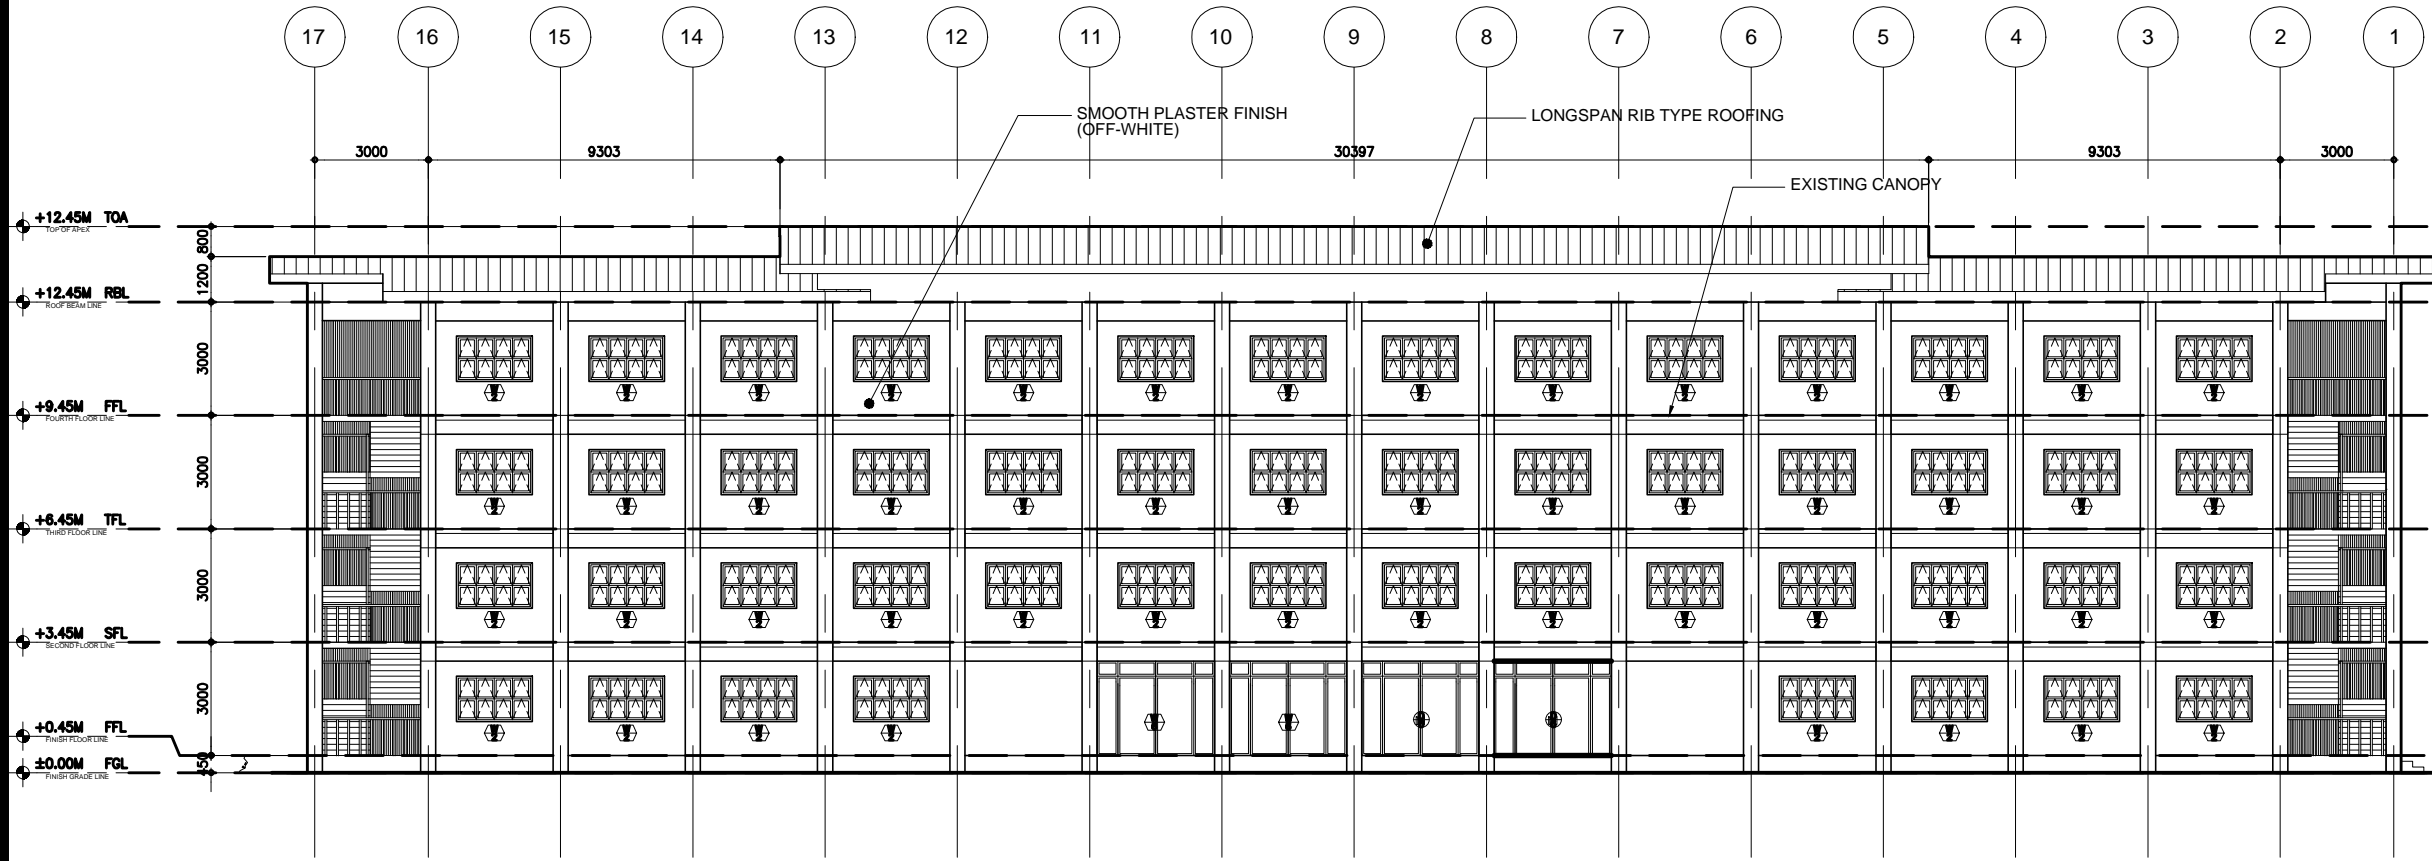 17 16 15 14 13 12 11 10 9 8 7 6 5 4 3 2 1
SMOOTH PLASTER FINISH
(OFF-WHITE)
LONGSPAN RIB TYPE ROOFING
3000 9303 30397 9303 3000
EXISTING CANOPY
+12.45M TOA
TOP OF APEX
800
1200
+12.45M RBL
ROOF BEAM LINE
3000
+9.45M FFL
FOURTH FLOOR LINE
3000
+6.45M TFL
THIRD FLOOR LINE
3000
+3.45M SFL
SECOND FLOOR LINE
3000
+0.45M FFL
FINISH FLOOR LINE
450
±0.00M FGL
FINISH GRADE LINE